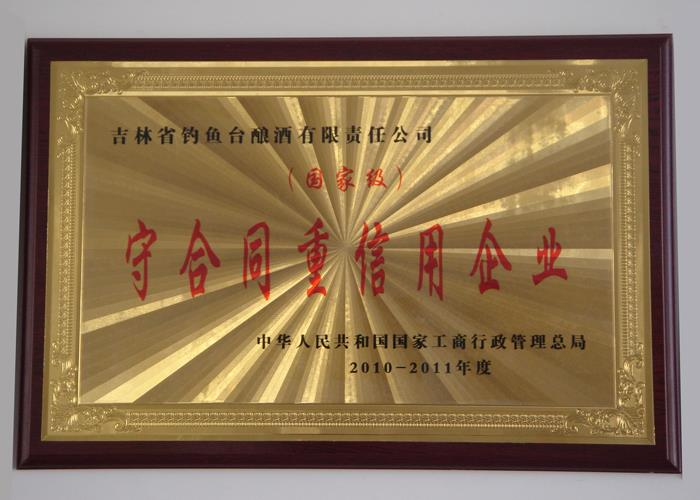 吉林省钓鱼台酿酒有限责任公司
（国家级）
守合同重信用企业
中华人民共和国国家工商行政管理总局
2010-2011年度